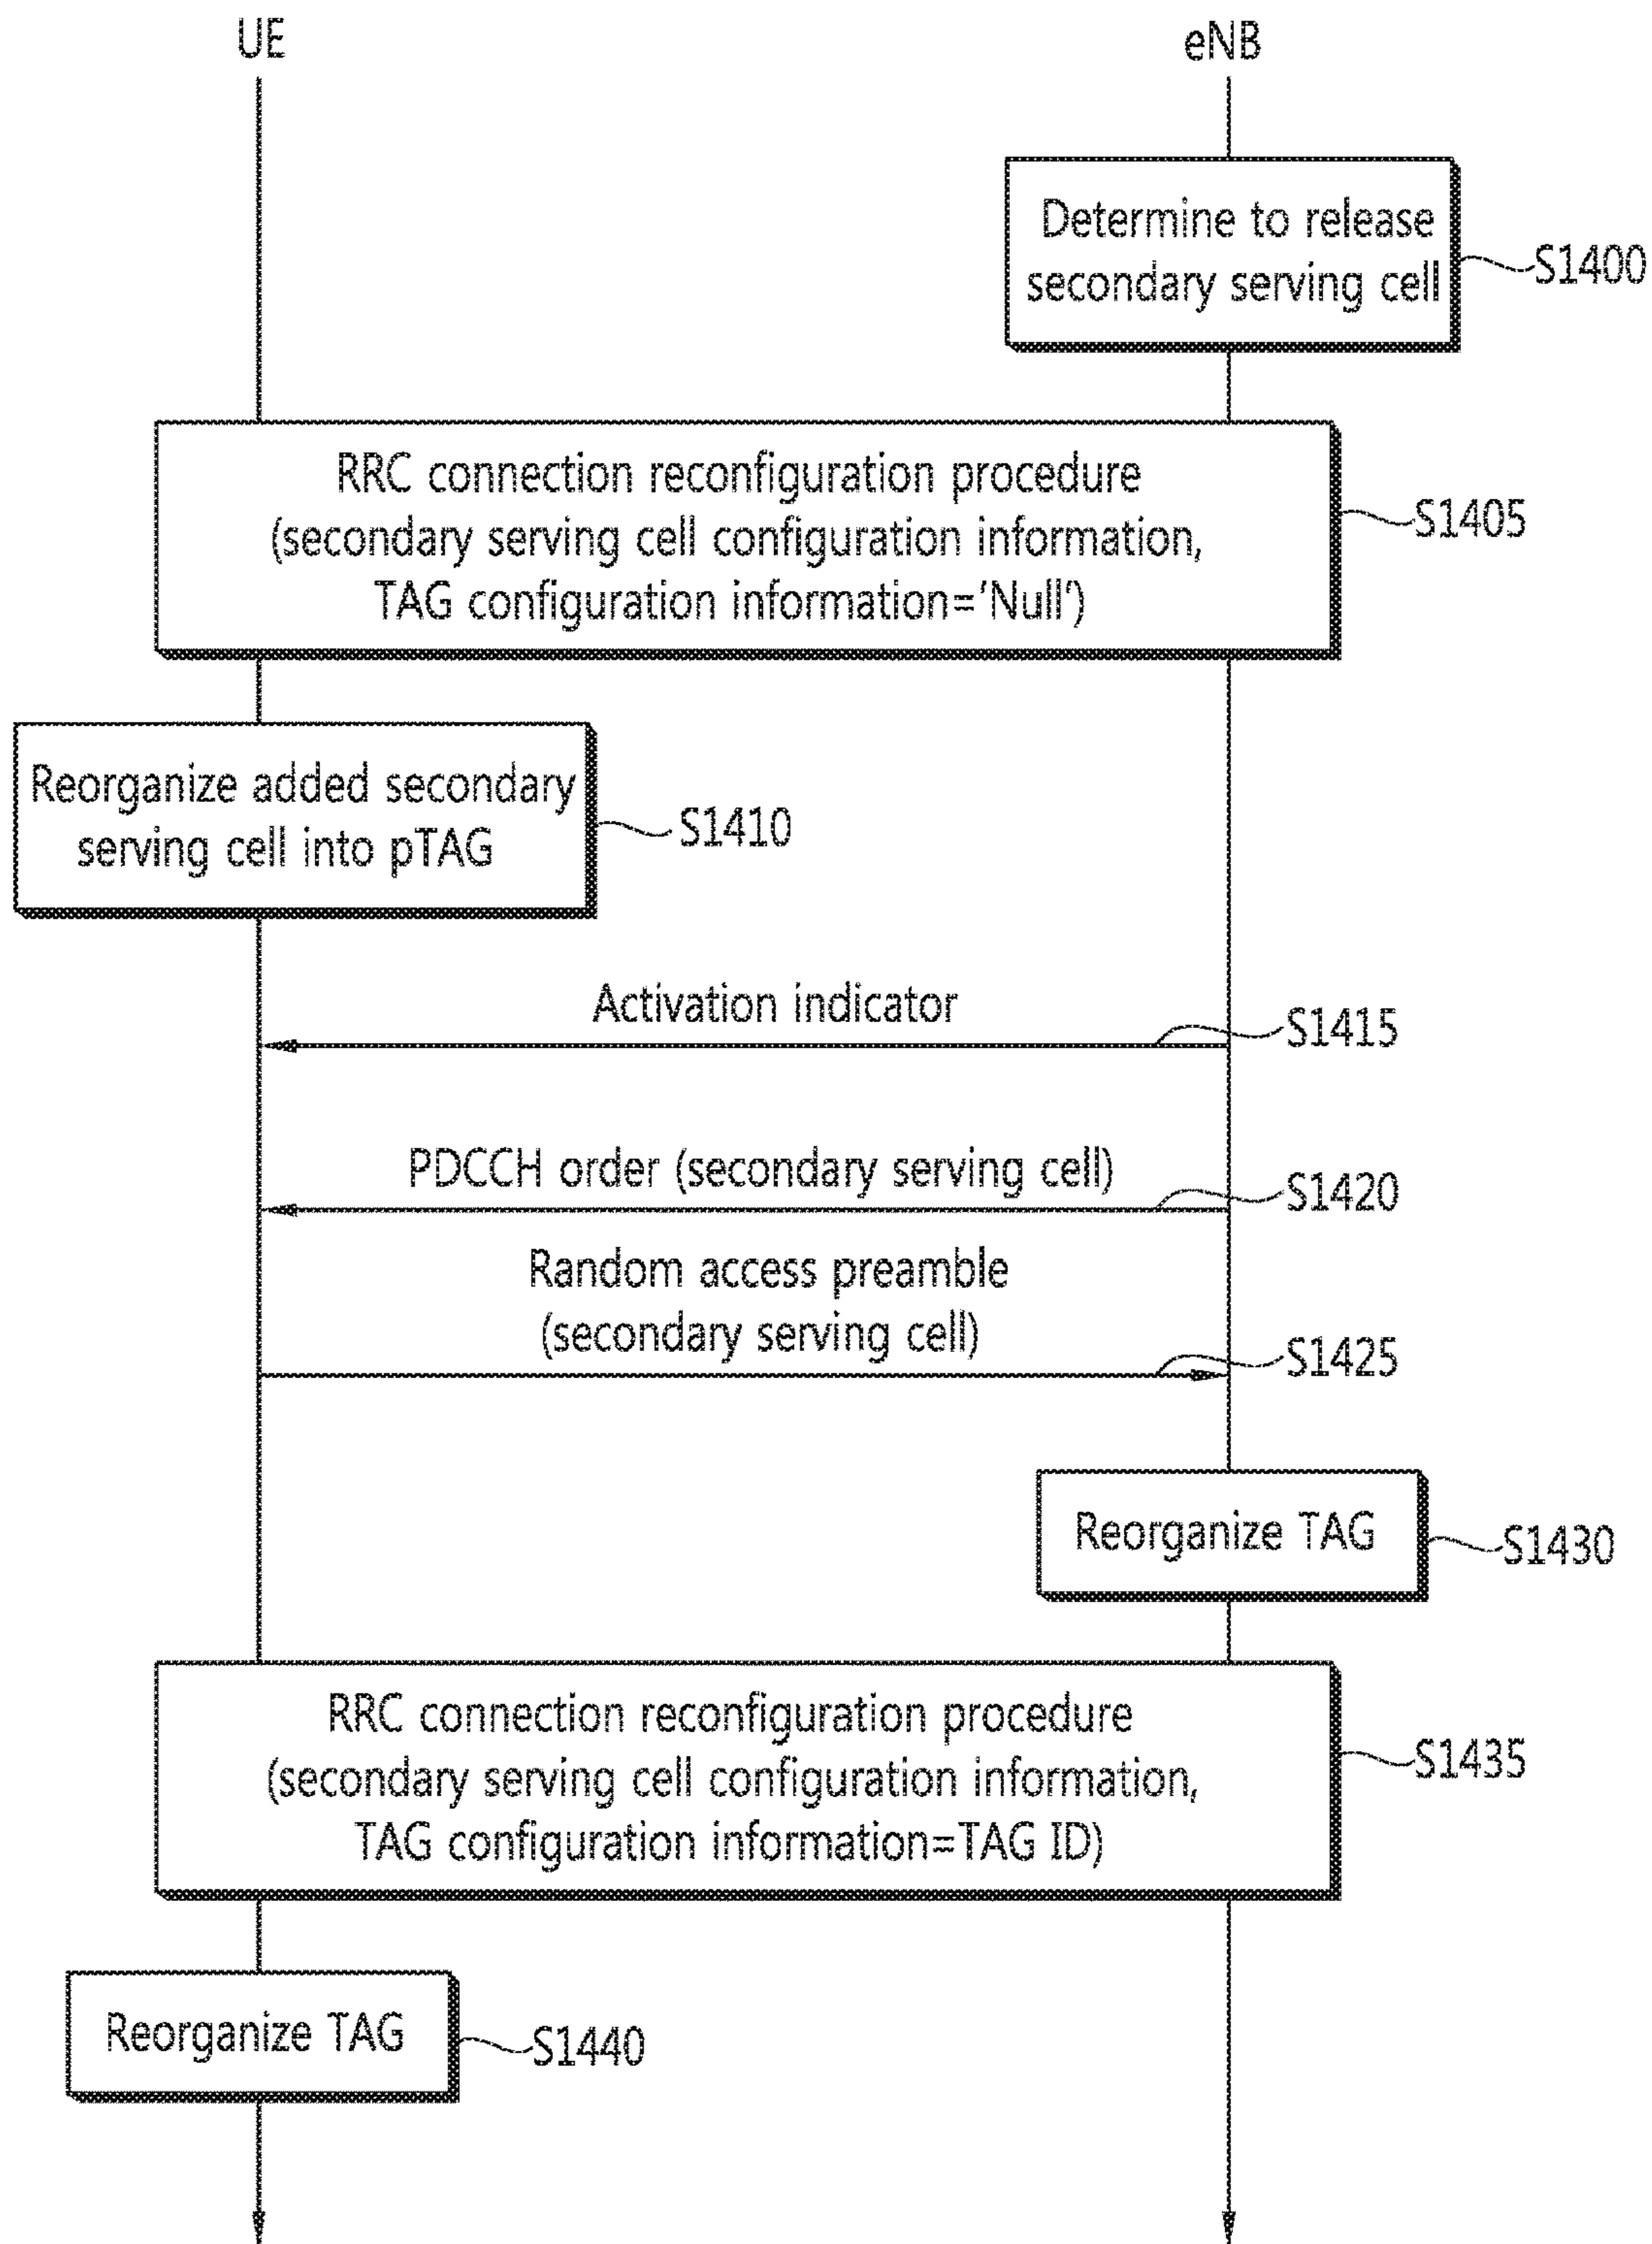 UE
eNB
Determine to release
secondary serving cell
S1400
RRC connection reconfiguration procedure
(secondary serving cell configuration information,
TAG configuration information='Null')
S1405
Reorganize added secondary
serving cell into pTAG
S1410
Activation indicator
S1415
PDCCH order (secondary serving cell)
S1420
Random access preamble
(secondary serving cell)
S1425
Reorganize TAG
S1430
RRC connection reconfiguration procedure
(secondary serving cell configuration information,
TAG configuration information=TAG ID)
S1435
Reorganize TAG
S1440